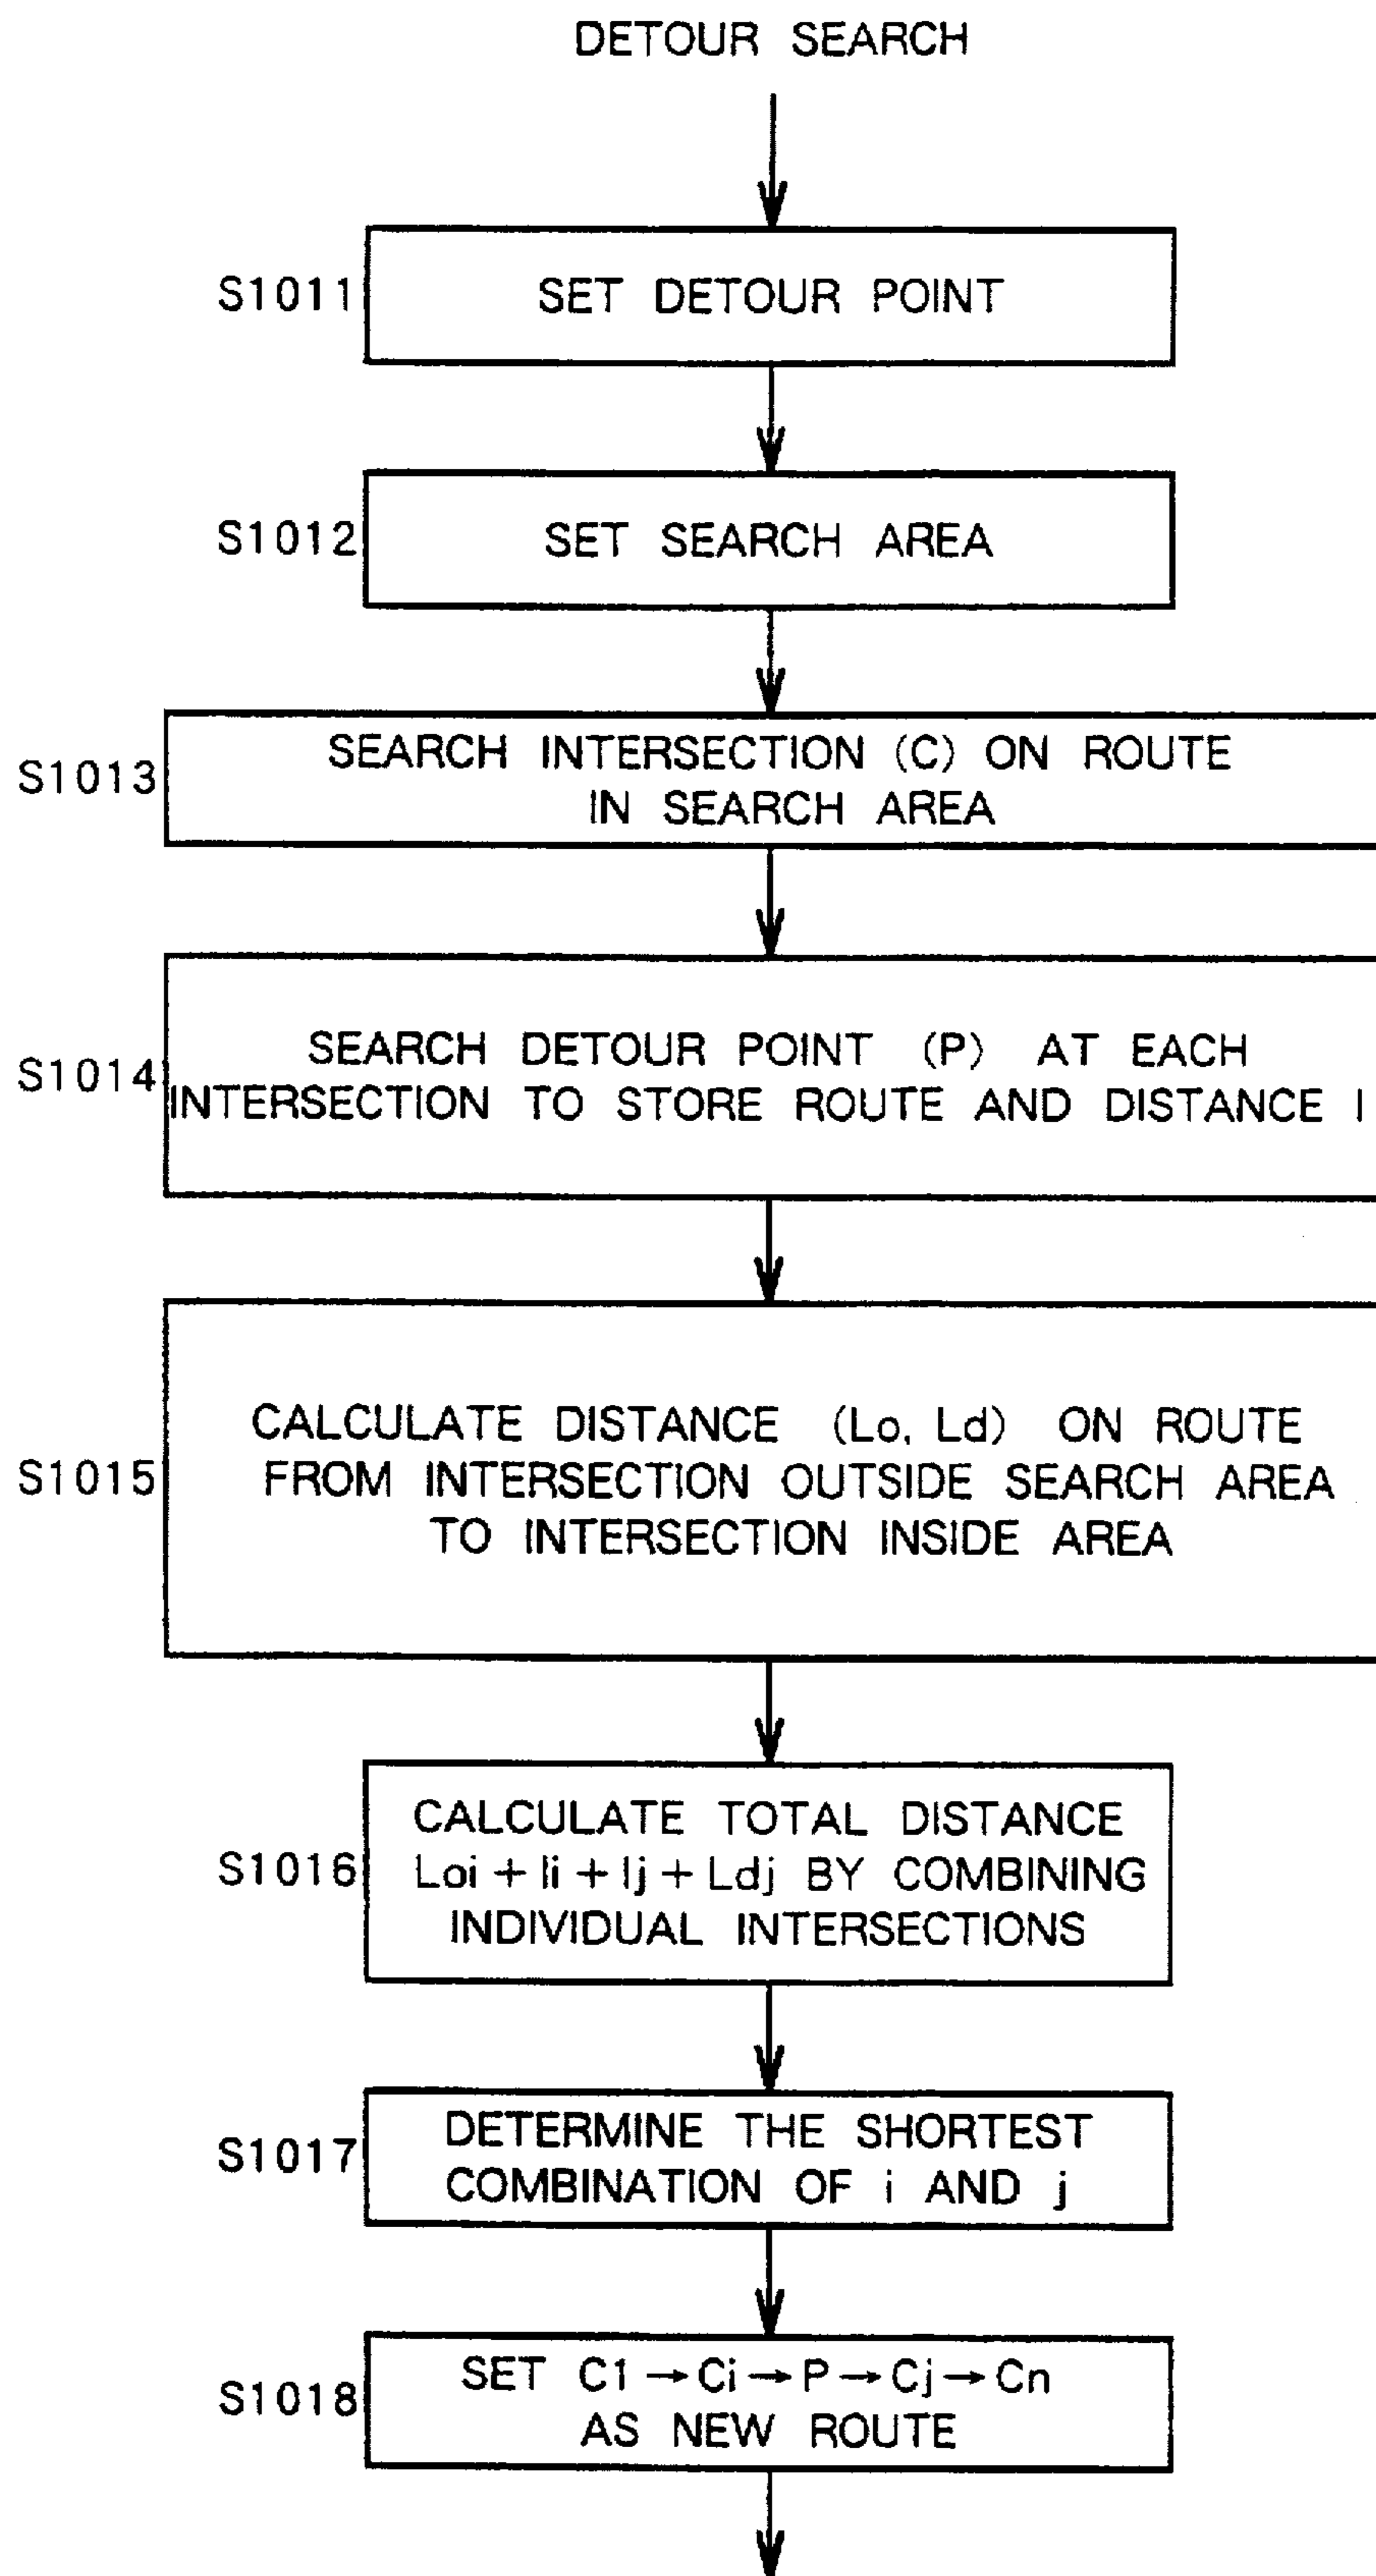 DETOUR SEARCH
S1011
SET DETOUR POINT
S1012
SET SEARCH AREA
S1013
SEARCH INTERSECTION (C) ON ROUTE
IN SEARCH AREA
S1014
SEARCH DETOUR POINT (P) AT EACH
INTERSECTION TO STORE ROUTE AND DISTANCE l
S1015
CALCULATE DISTANCE (Lo, Ld) ON ROUTE
FROM INTERSECTION OUTSIDE SEARCH AREA
TO INTERSECTION INSIDE AREA
S1016
CALCULATE TOTAL DISTANCE
Loi + li + lj + Ldj BY COMBINING
INDIVIDUAL INTERSECTIONS
S1017
DETERMINE THE SHORTEST
COMBINATION OF i AND j
S1018
SET C1 → Ci → P → Cj → Cn
AS NEW ROUTE